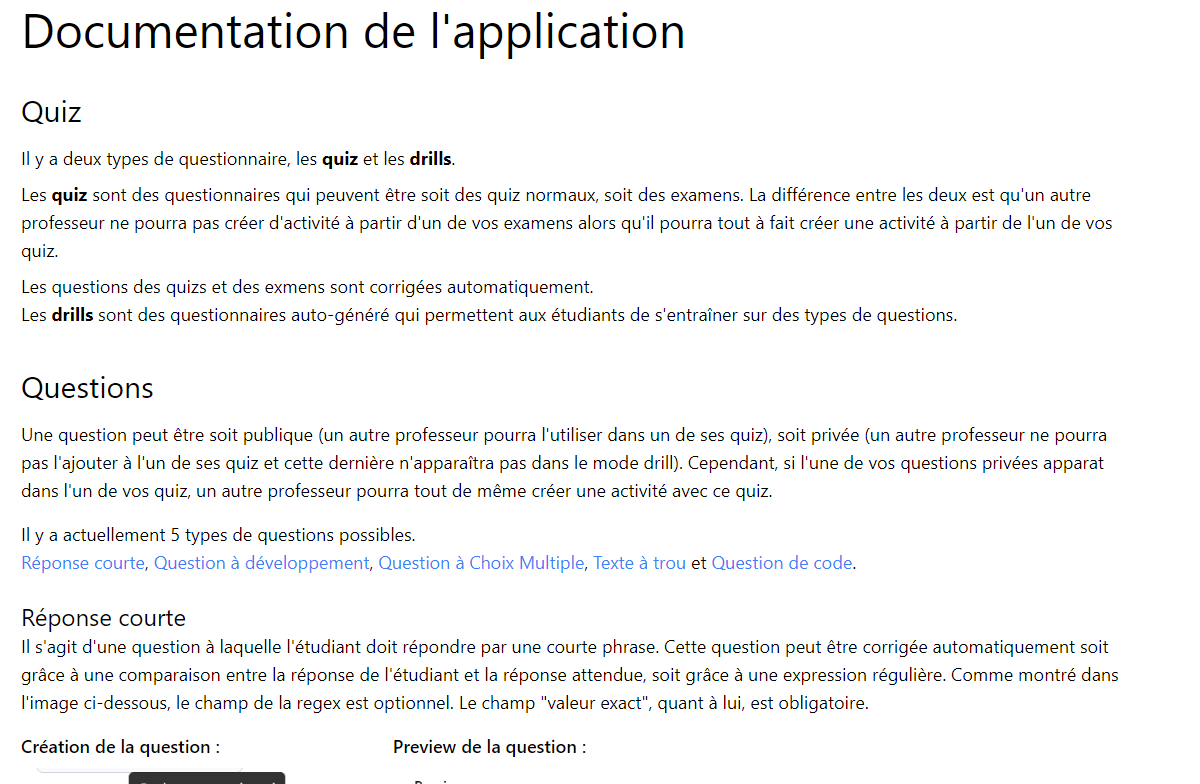 Documentation de l'application
Quiz
Il y a deux types de questionnaire, les quiz et les drills.
Les quiz sont des questionnaires qui peuvent être soit des quiz normaux, soit des examens. La différence entre les deux est qu'un autre
professeur ne pourra pas créer d'activité à partir d'un de vos examens alors qu'il pourra tout à fait créer une activité à partir de l'un de vos
quiz.
Les questions des quizs et des exmens sont corrigées automatiquement.
Les drills sont des questionnaires auto-généré qui permettent aux étudiants de s'entraîner sur des types de questions.
Questions
Une question peut être soit publique (un autre professeur pourra l'utiliser dans un de ses quiz), soit privée (un autre professeur ne pourra
pas l'ajouter à l'un de ses quiz et cette dernière n'apparaîtra pas dans le mode drill). Cependant, si l'une de vos questions privées apparat
dans l'un de vos quiz, un autre professeur pourra tout de même créer une activité avec ce quiz.
Il y a actuellement 5 types de questions possibles.
Réponse courte, Question à développement, Question à Choix Multiple, Texte à trou et Question de code.
Réponse courte
Il s'agit d'une question à laquelle l'étudiant doit répondre par une courte phrase. Cette question peut être corrigée automatiquement soit
grâce à une comparaison entre la réponse de l'étudiant et la réponse attendue, soit grâce à une expression régulière. Comme montré dans
l'image ci-dessous, le champ de la regex est optionnel. Le champ "valeur exact", quant à lui, est obligatoire.
Création de la question :
Preview de la question :